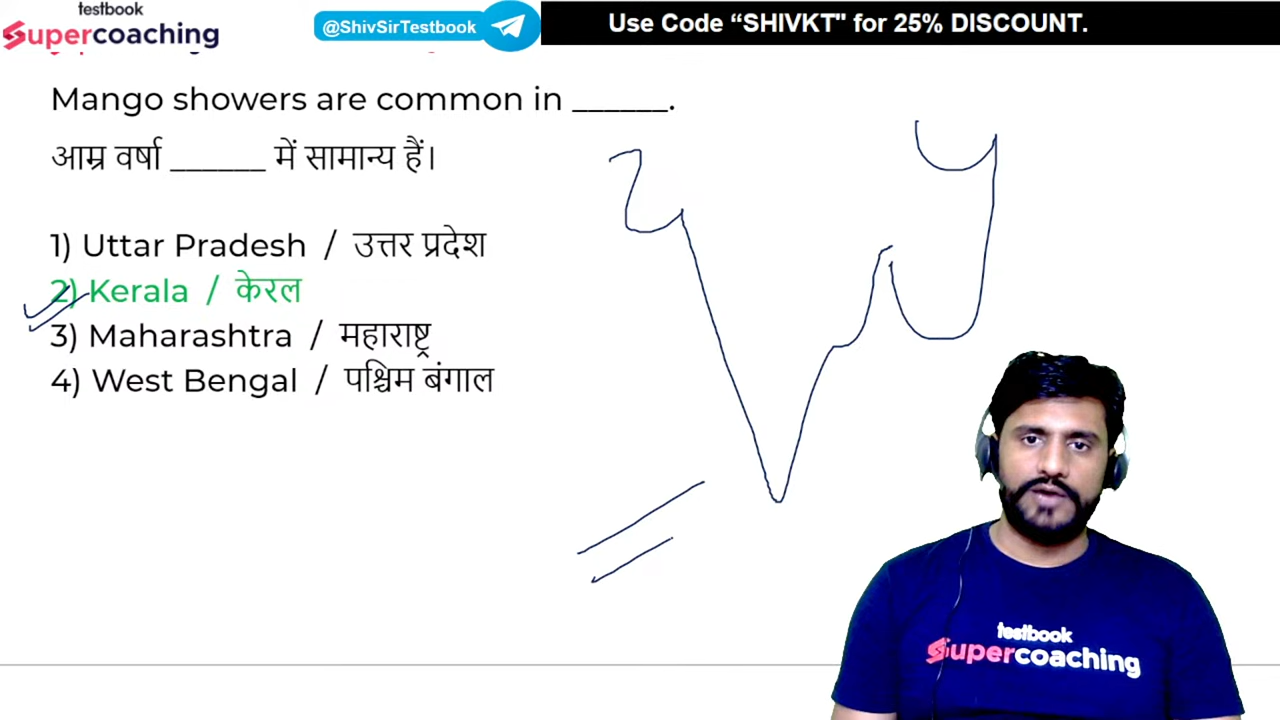 testbook
Supercoaching
@ShivSirTestbook
Use Code “SHIVKT" for 25% DISCOUNT.
Mango showers are common in ______.
आम्र वर्षा ______ में सामान्य हैं।
1) Uttar Pradesh / उत्तर प्रदेश
2) Kerala / केरल
3) Maharashtra / महाराष्ट्र
4) West Bengal / पश्चिम बंगाल
testbook
Supercoaching